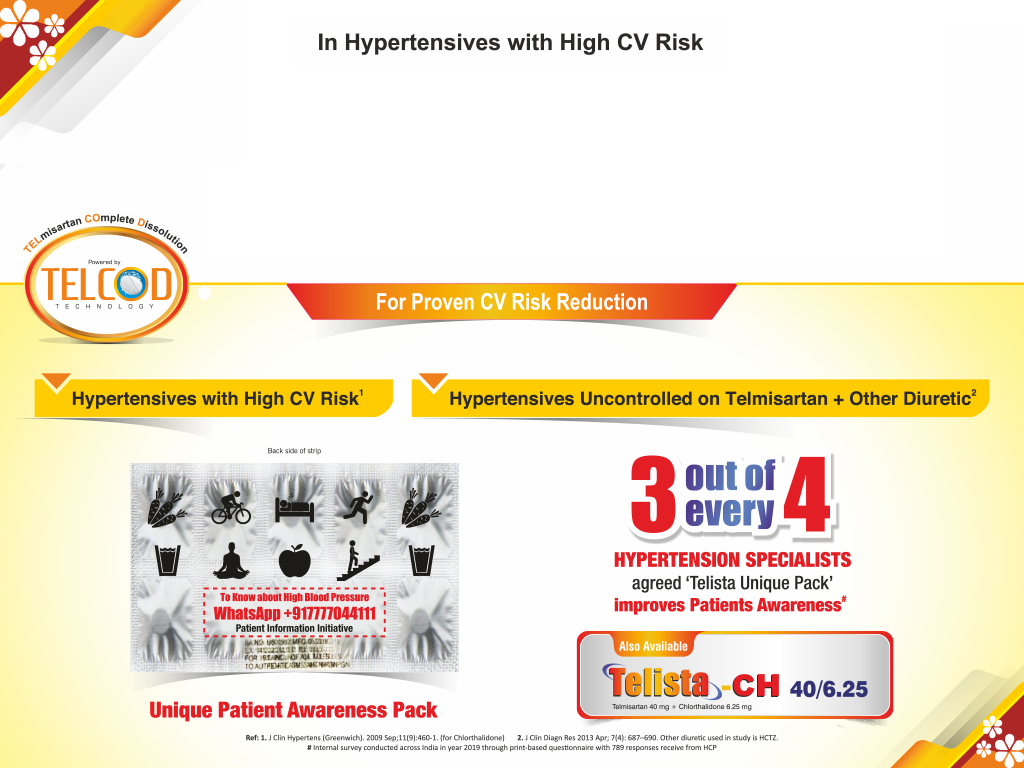 In Hypertensives with High CV Risk
TELmisartan COmplete Dissolution
Powered by
TELCOD
TECHNOLOGY
For Proven CV Risk Reduction
Hypertensives with High CV Risk1
Hypertensives Uncontrolled on Telmisartan + Other Diuretic2
Back side of strip
To Know about High Blood Pressure
WhatsApp +917777044111
Patient Information Initiative
Unique Patient Awareness Pack
3 out of every 4
HYPERTENSION SPECIALISTS
agreed ‘Telista Unique Pack’
improves Patients Awareness#
Also Available
Telista-CH 40/6.25
Telmisartan 40 mg + Chlorthalidone 6.25 mg
Ref: 1. J Clin Hypertens (Greenwich). 2009 Sep;11(9):460-1. (for Chlorthalidone) 2. J Clin Diagn Res 2013 Apr; 7(4): 687–690. Other diuretic used in study is HCTZ.
# Internal survey conducted across India in year 2019 through print-based questionnaire with 789 responses receive from HCP